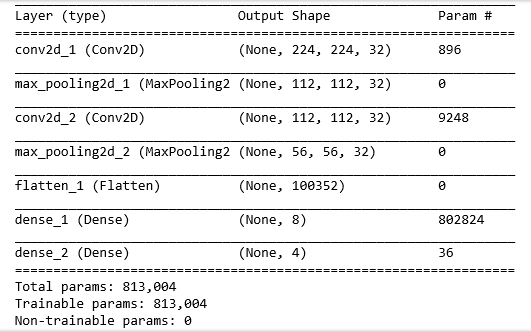 Layer (type) Output Shape Param #
conv2d_1 (Conv2D) (None, 224, 224, 32) 896
max_pooling2d_1 (MaxPooling2 (None, 112, 112, 32) 0
conv2d_2 (Conv2D) (None, 112, 112, 32) 9248
max_pooling2d_2 (MaxPooling2 (None, 56, 56, 32) 0
flatten_1 (Flatten) (None, 100352) 0
dense_1 (Dense) (None, 8) 802824
dense_2 (Dense) (None, 4) 36
Total params: 813,004
Trainable params: 813,004
Non-trainable params: 0